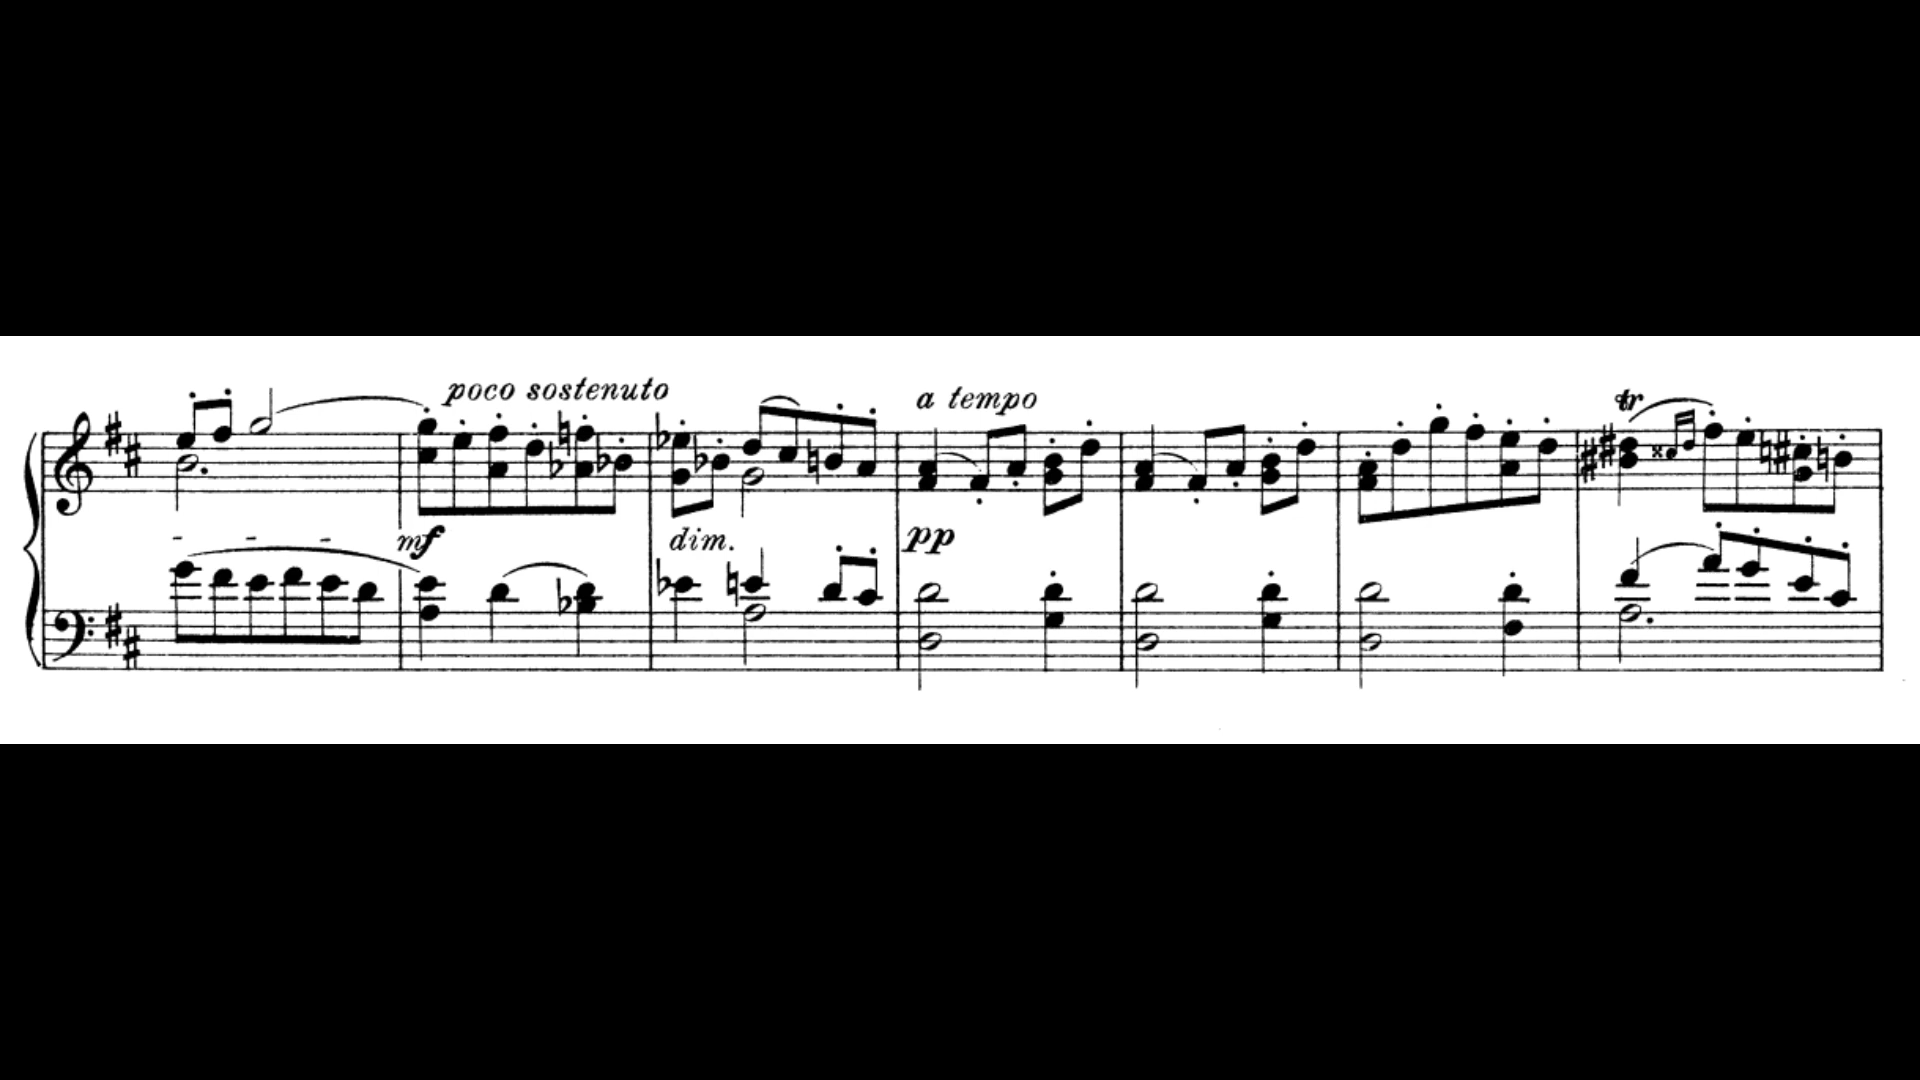 poco sostenuto
a tempo
tr
- - - mf
dim.
pp